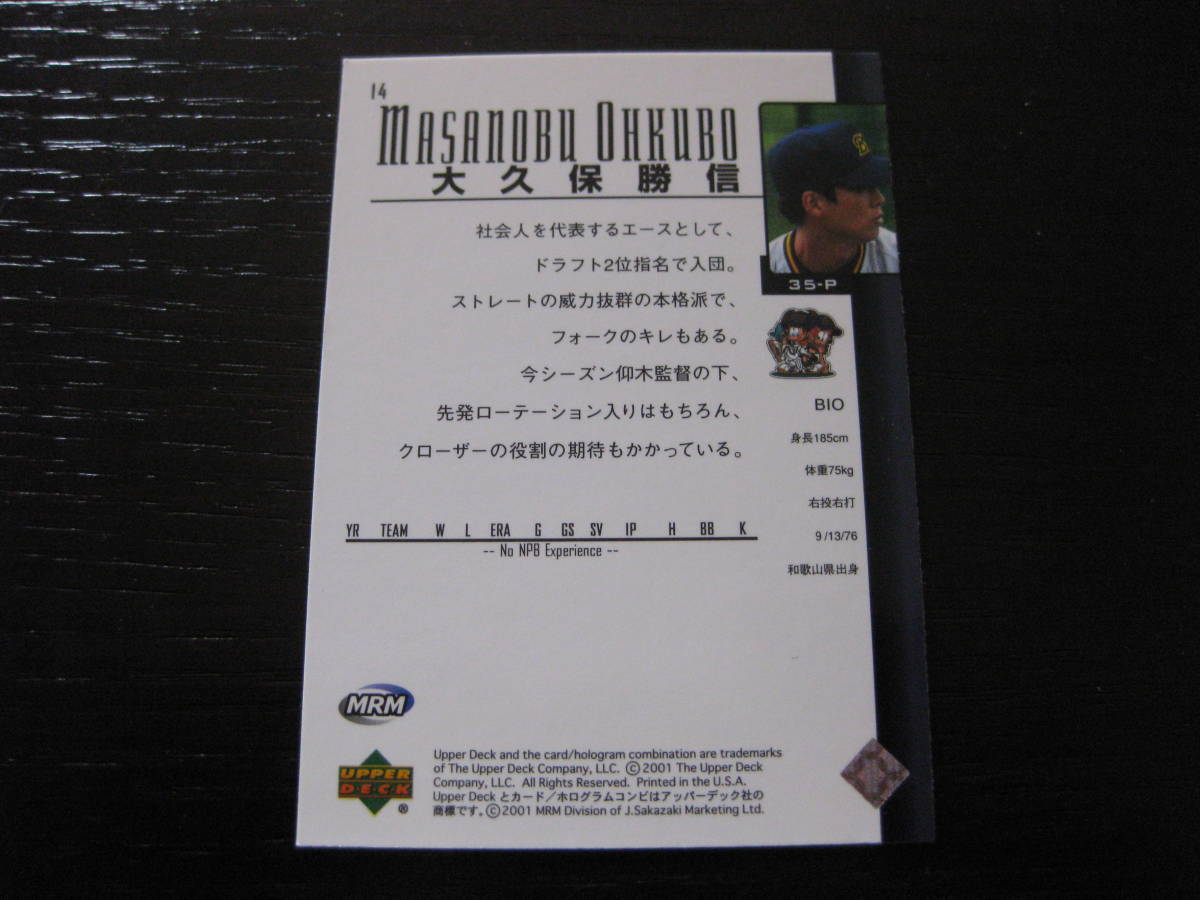 14
MASANOBU OHKUBO
大久保勝信
社会人を代表するエースとして、
ドラフト2位指名で入団。
ストレートの威力抜群の本格派で、
フォークのキレもある。
今シーズン仰木監督の下、
先発ローテーション入りはもちろん、
クローザーの役割の期待もかかっている。
35-P
BIO
身長185cm
体重75kg
右投右打
9/13/76
和歌山県出身
YR TEAM W L ERA G GS SV IP H BB K
-- No NPB Experience --
MRM
UPPER
DECK
®
Upper Deck and the card/hologram combination are trademarks
of The Upper Deck Company, LLC. ©2001 The Upper Deck
Company, LLC. All Rights Reserved. Printed in the U.S.A.
Upper Deck とカード／ホログラムコンビはアッパーデック社の
商標です。©2001 MRM Division of J.Sakazaki Marketing Ltd.